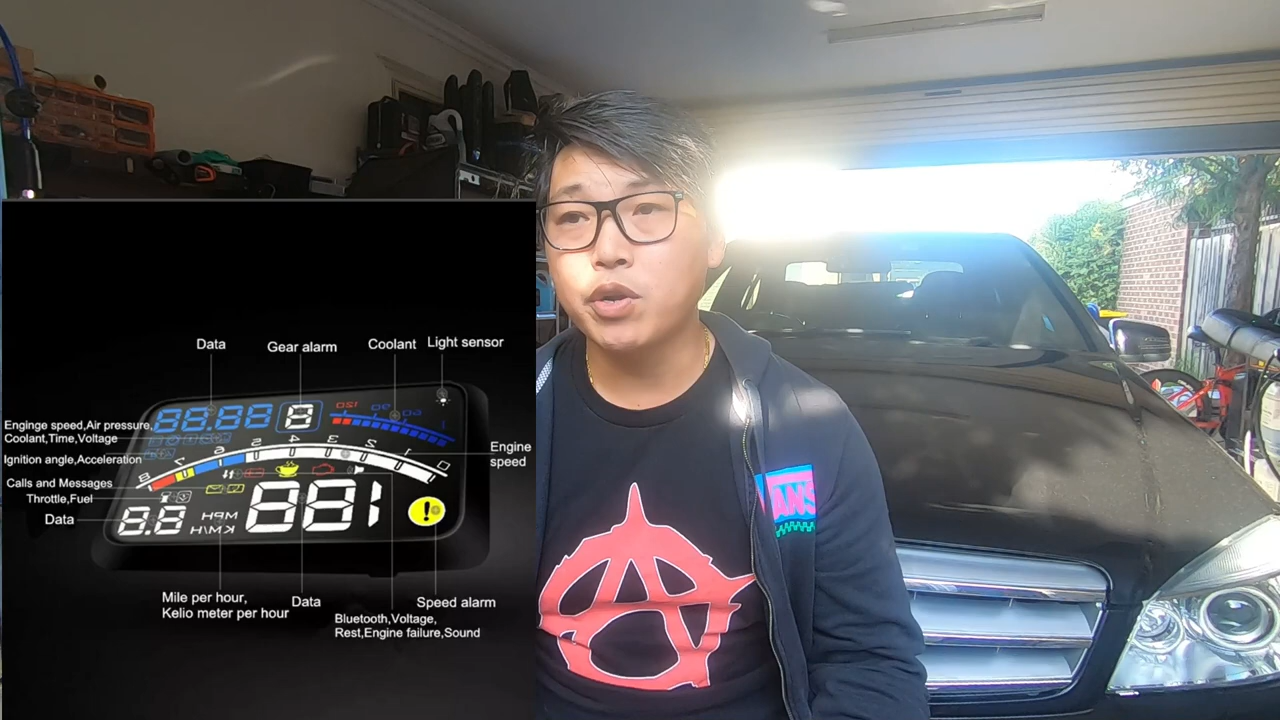 Data
Gear alarm
Coolant
Light sensor
88:88
8
120
90
60
Enginge speed,Air pressure,
Coolant,Time,Voltage
Ignition angle,Acceleration
Calls and Messages
Throttle,Fuel
Data
Engine
speed
8
7
6
5
4
3
2
1
0
8.8
MPH
KM/H
881
!
Mile per hour,
Kelio meter per hour
Data
Bluetooth,Voltage,
Rest,Engine failure,Sound
Speed alarm
VANS